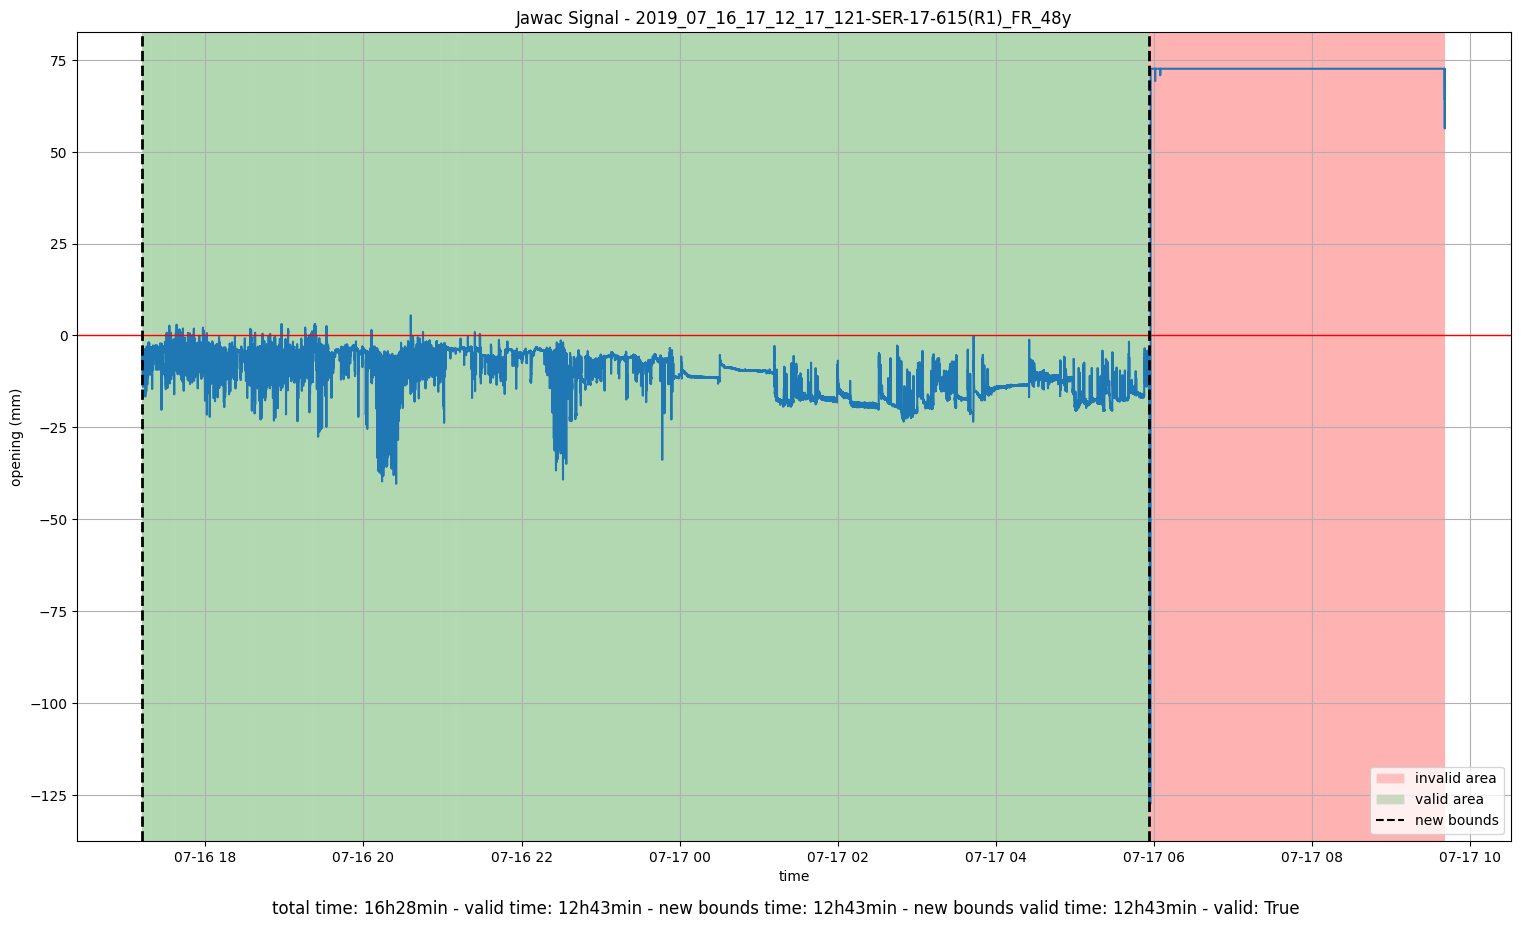 Jawac Signal - 2019_07_16_17_12_17_121-SER-17-615(R1)_FR_48y
75
50
25
0
−25
−50
−75
−100
−125
opening (mm)
invalid area
valid area
new bounds
07-16 18
07-16 20
07-16 22
07-17 00
07-17 02
07-17 04
07-17 06
07-17 08
07-17 10
time
total time: 16h28min - valid time: 12h43min - new bounds time: 12h43min - new bounds valid time: 12h43min - valid: True